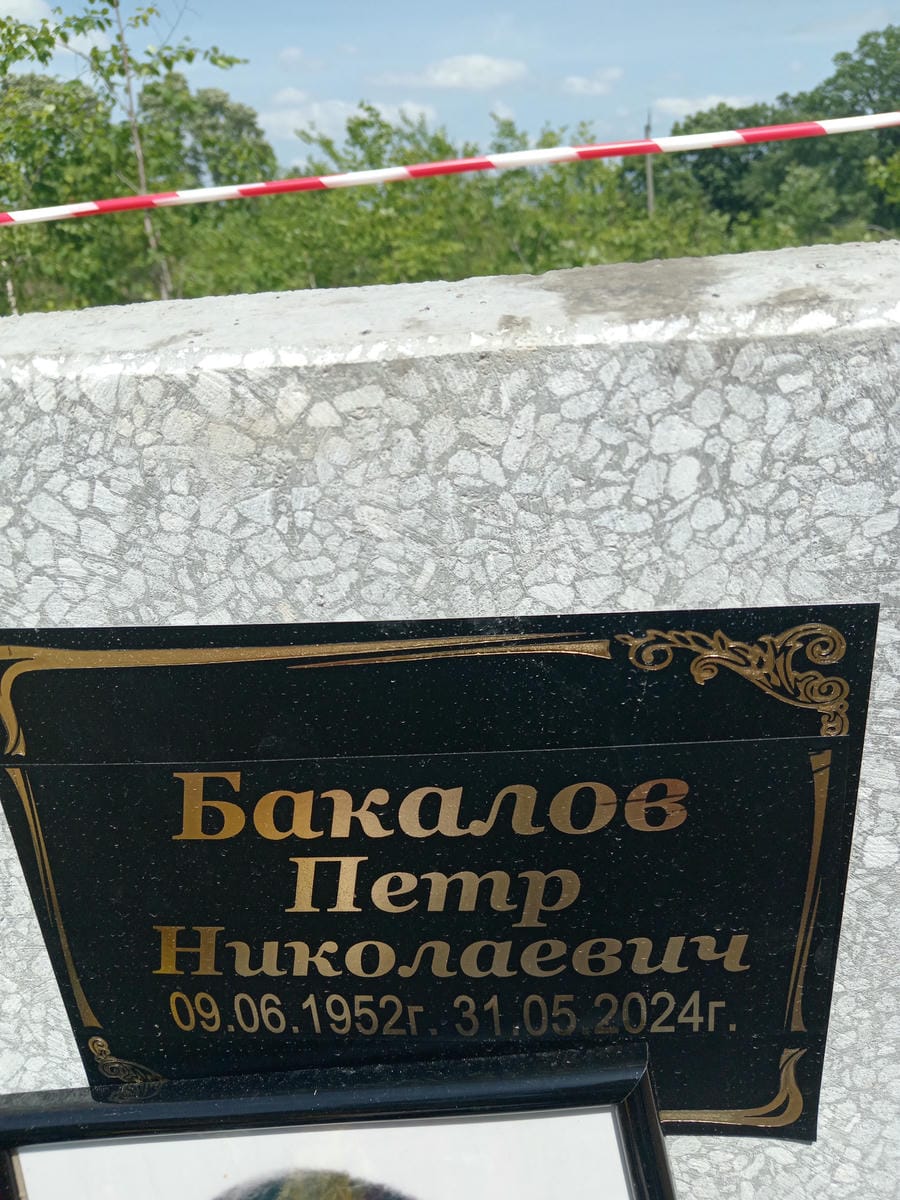 Бакалов
Петр
Николаевич
09.06.1952г. 31.05.2024г.